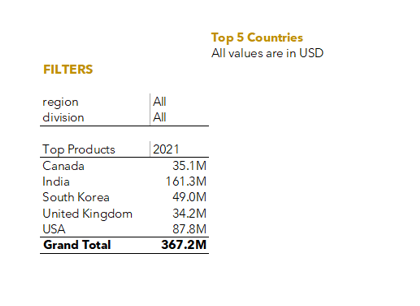 Top 5 Countries
All values are in USD
FILTERS
region All
division All
Top Products 2021
Canada 35.1M
India 161.3M
South Korea 49.0M
United Kingdom 34.2M
USA 87.8M
Grand Total 367.2M